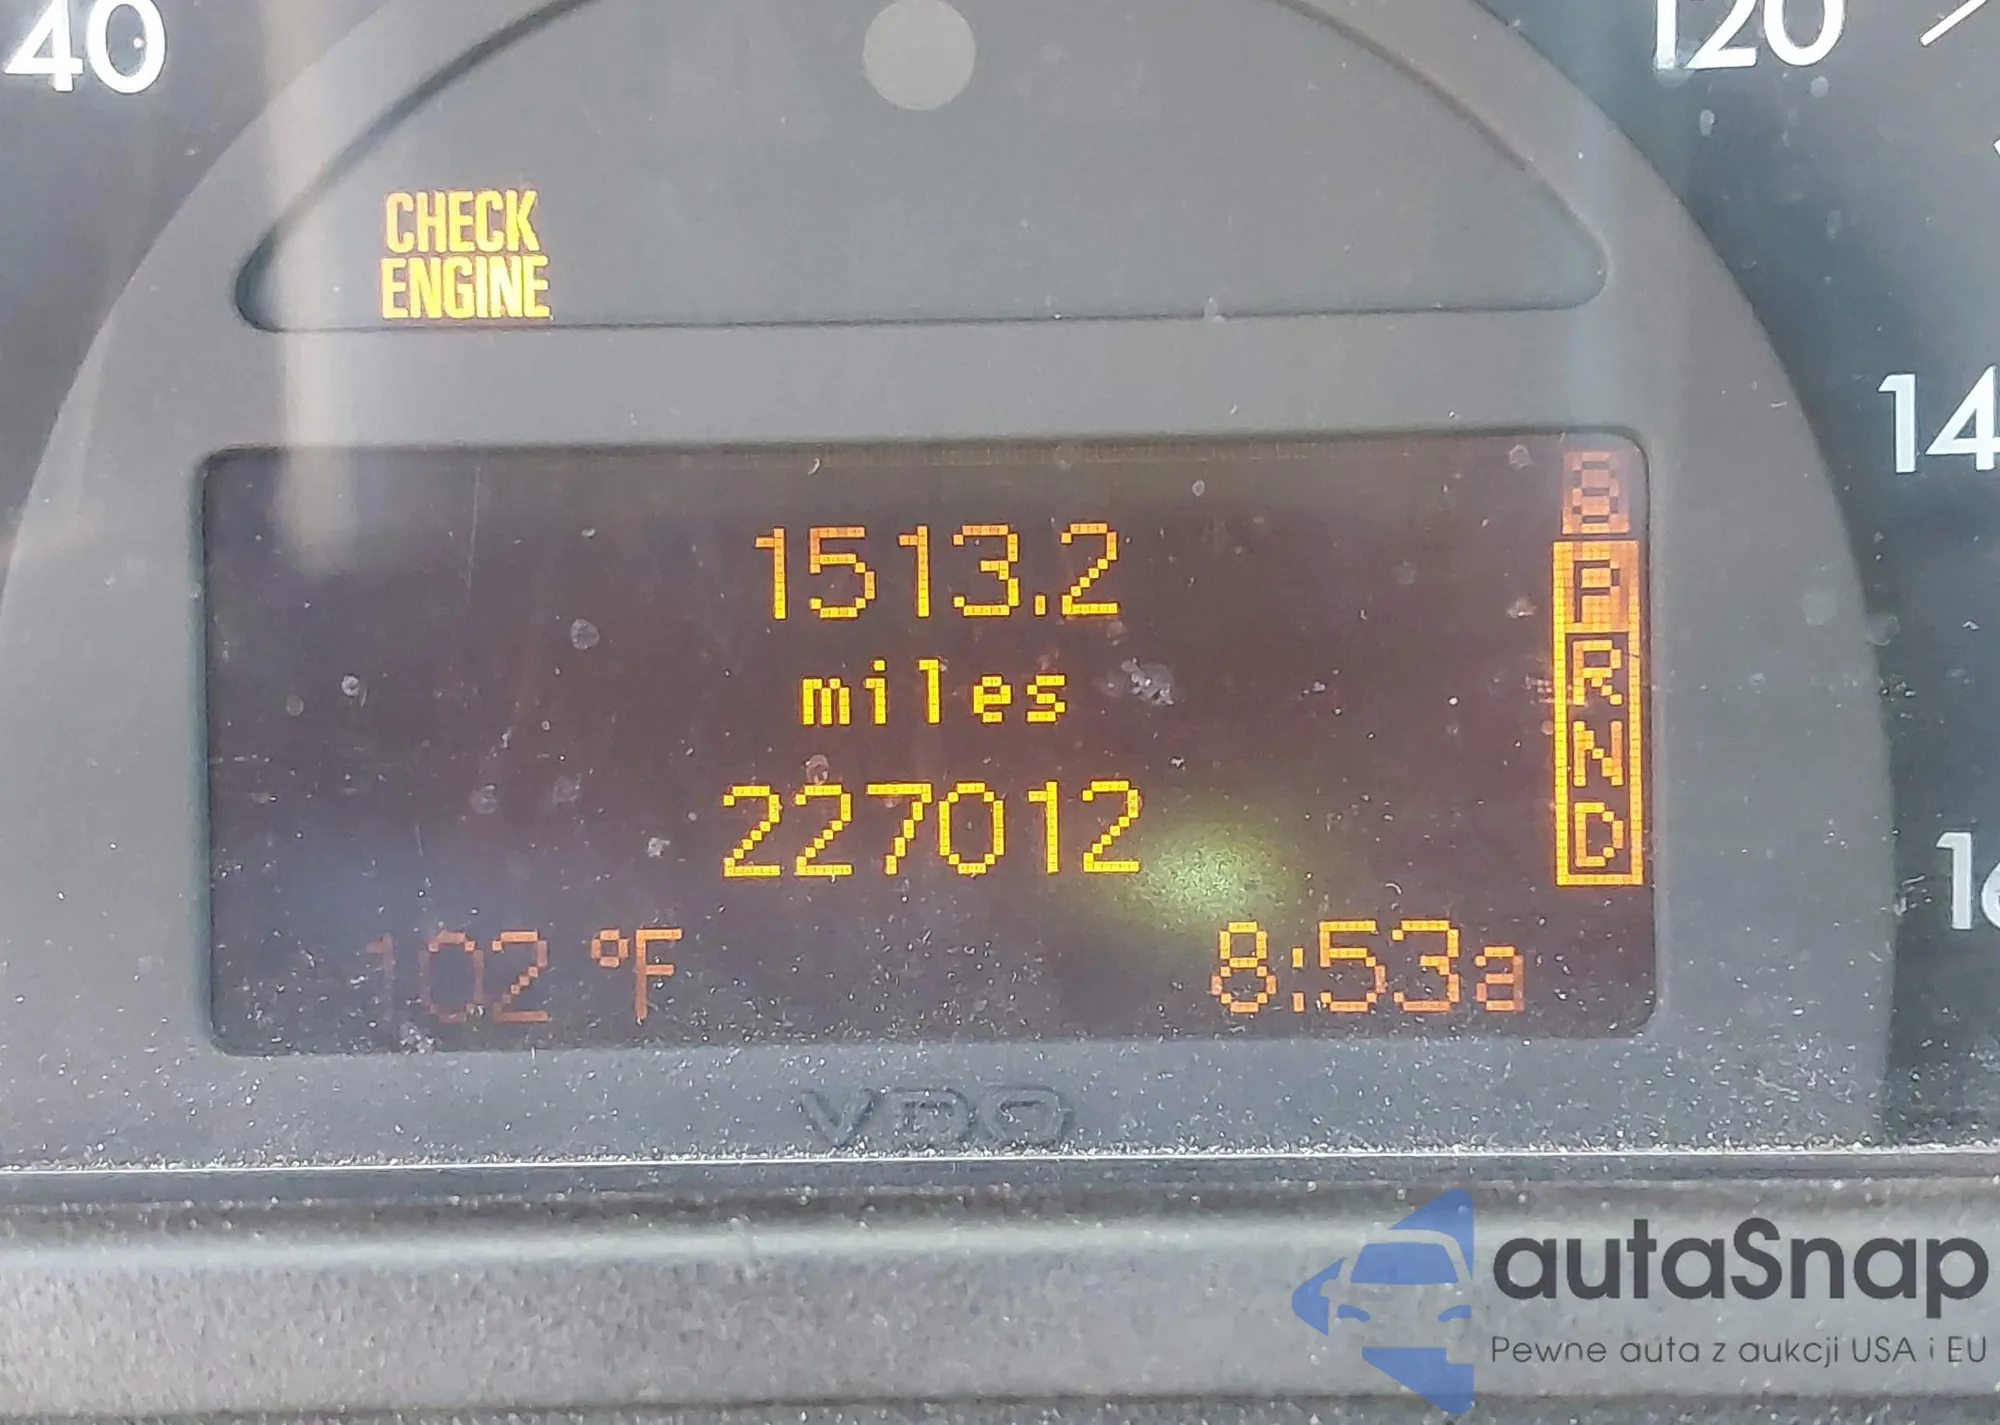 40
120
CHECK
ENGINE
14
1513.2
miles
227012
S
P
R
N
D
102 °F
8:53a
16
VDO
autaSnap
Pewne auta z aukcji USA i EU